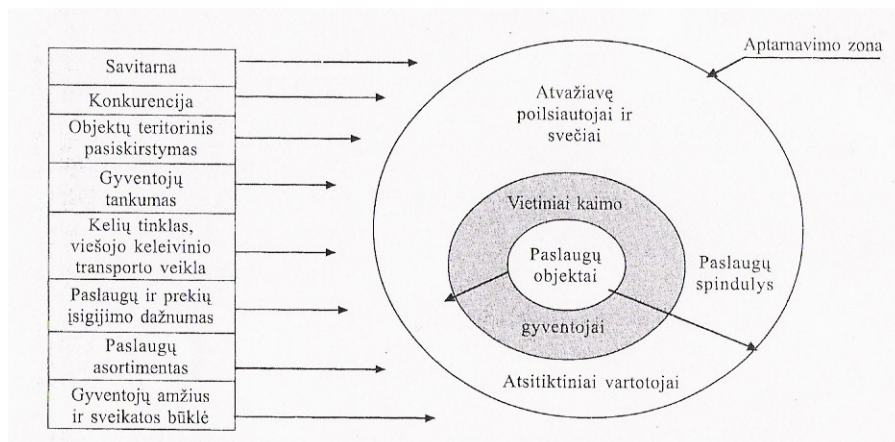 Savitarna
Konkurencija
Objektų teritorinis
pasiskirstymas
Gyventojų
tankumas
Kelių tinklas,
viešojo keleivinio
transporto veikla
Paslaugų ir prekių
įsigijimo dažnumas
Paslaugų
asortimentas
Gyventojų amžius
ir sveikatos būklė
Aptarnavimo zona
Atvažiavę
poilsiautojai ir
svečiai
Vietiniai kaimo
Paslaugų
objektai
gyventojai
Paslaugų
spindulys
Atsitiktiniai vartotojai